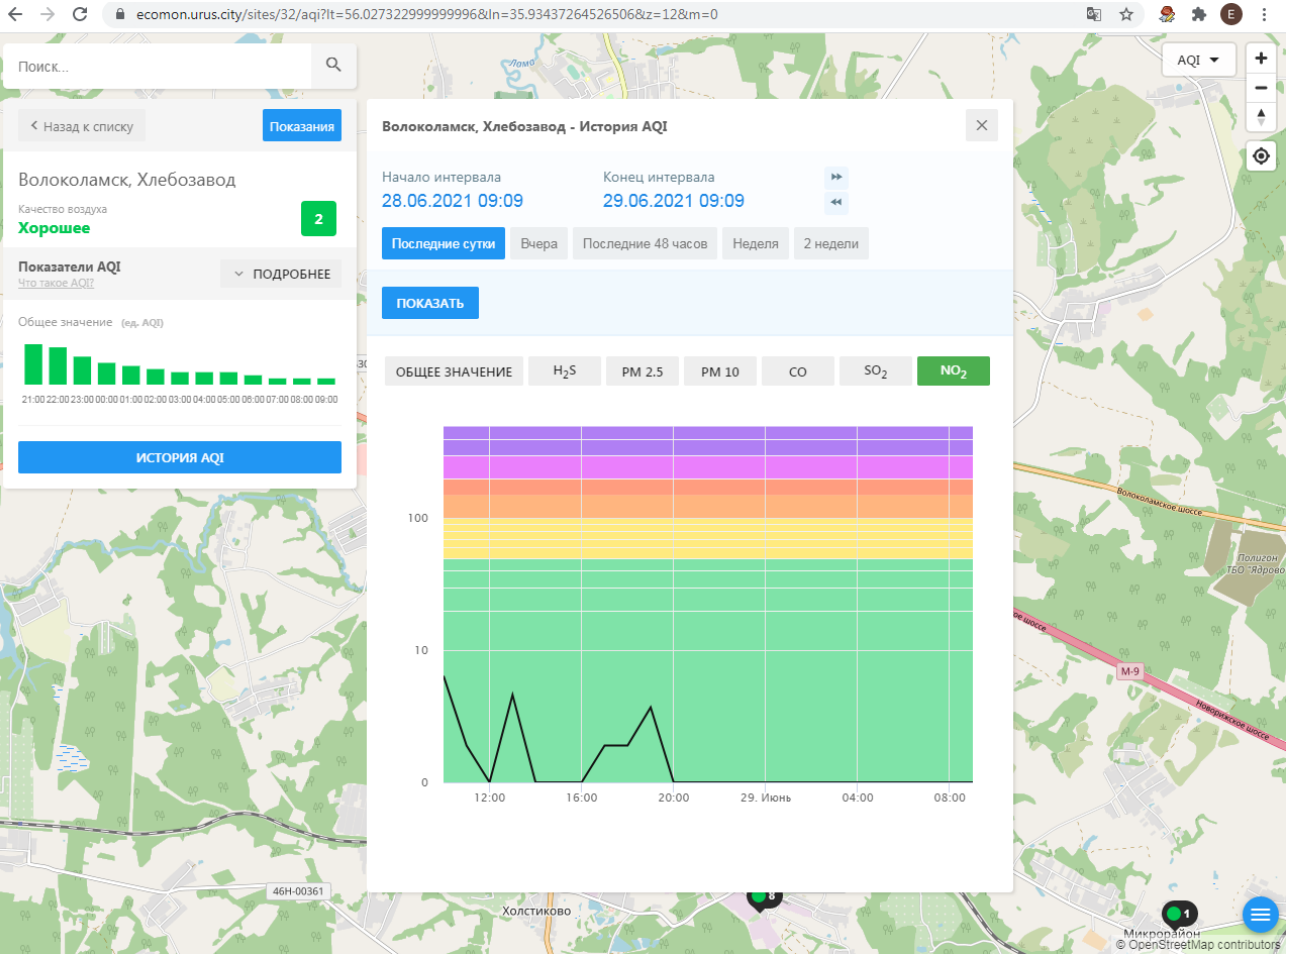 ecomon.urus.city/sites/32/aqi?lt=56.027322999999996&ln=35.93437264526506&z=12&m=0
E
Поиск...
AQI
Лама
Назад к списку
Показания
Волоколамск, Хлебозавод
Качество воздуха
Хорошее
2
Показатели AQI
Что такое AQI?
ПОДРОБНЕЕ
Общее значение (ед. AQI)
21:00 22:00 23:00 00:00 01:00 02:00 03:00 04:00 05:00 06:00 07:00 08:00 09:00
ИСТОРИЯ AQI
Волоколамск, Хлебозавод - История AQI
Начало интервала
28.06.2021 09:09
Конец интервала
29.06.2021 09:09
Последние сутки
Вчера
Последние 48 часов
Неделя
2 недели
ПОКАЗАТЬ
ОБЩЕЕ ЗНАЧЕНИЕ
H2S
PM 2.5
PM 10
CO
SO2
NO2
100
10
0
12:00
16:00
20:00
29. Июнь
04:00
08:00
Волоколамское шоссе
Полигон
ТБО "Ядрово
ое шоссе
М-9
Новорижское шоссе
46Н-00361
Холстиково
8
1
Микрорайон
© OpenStreetMap contributors